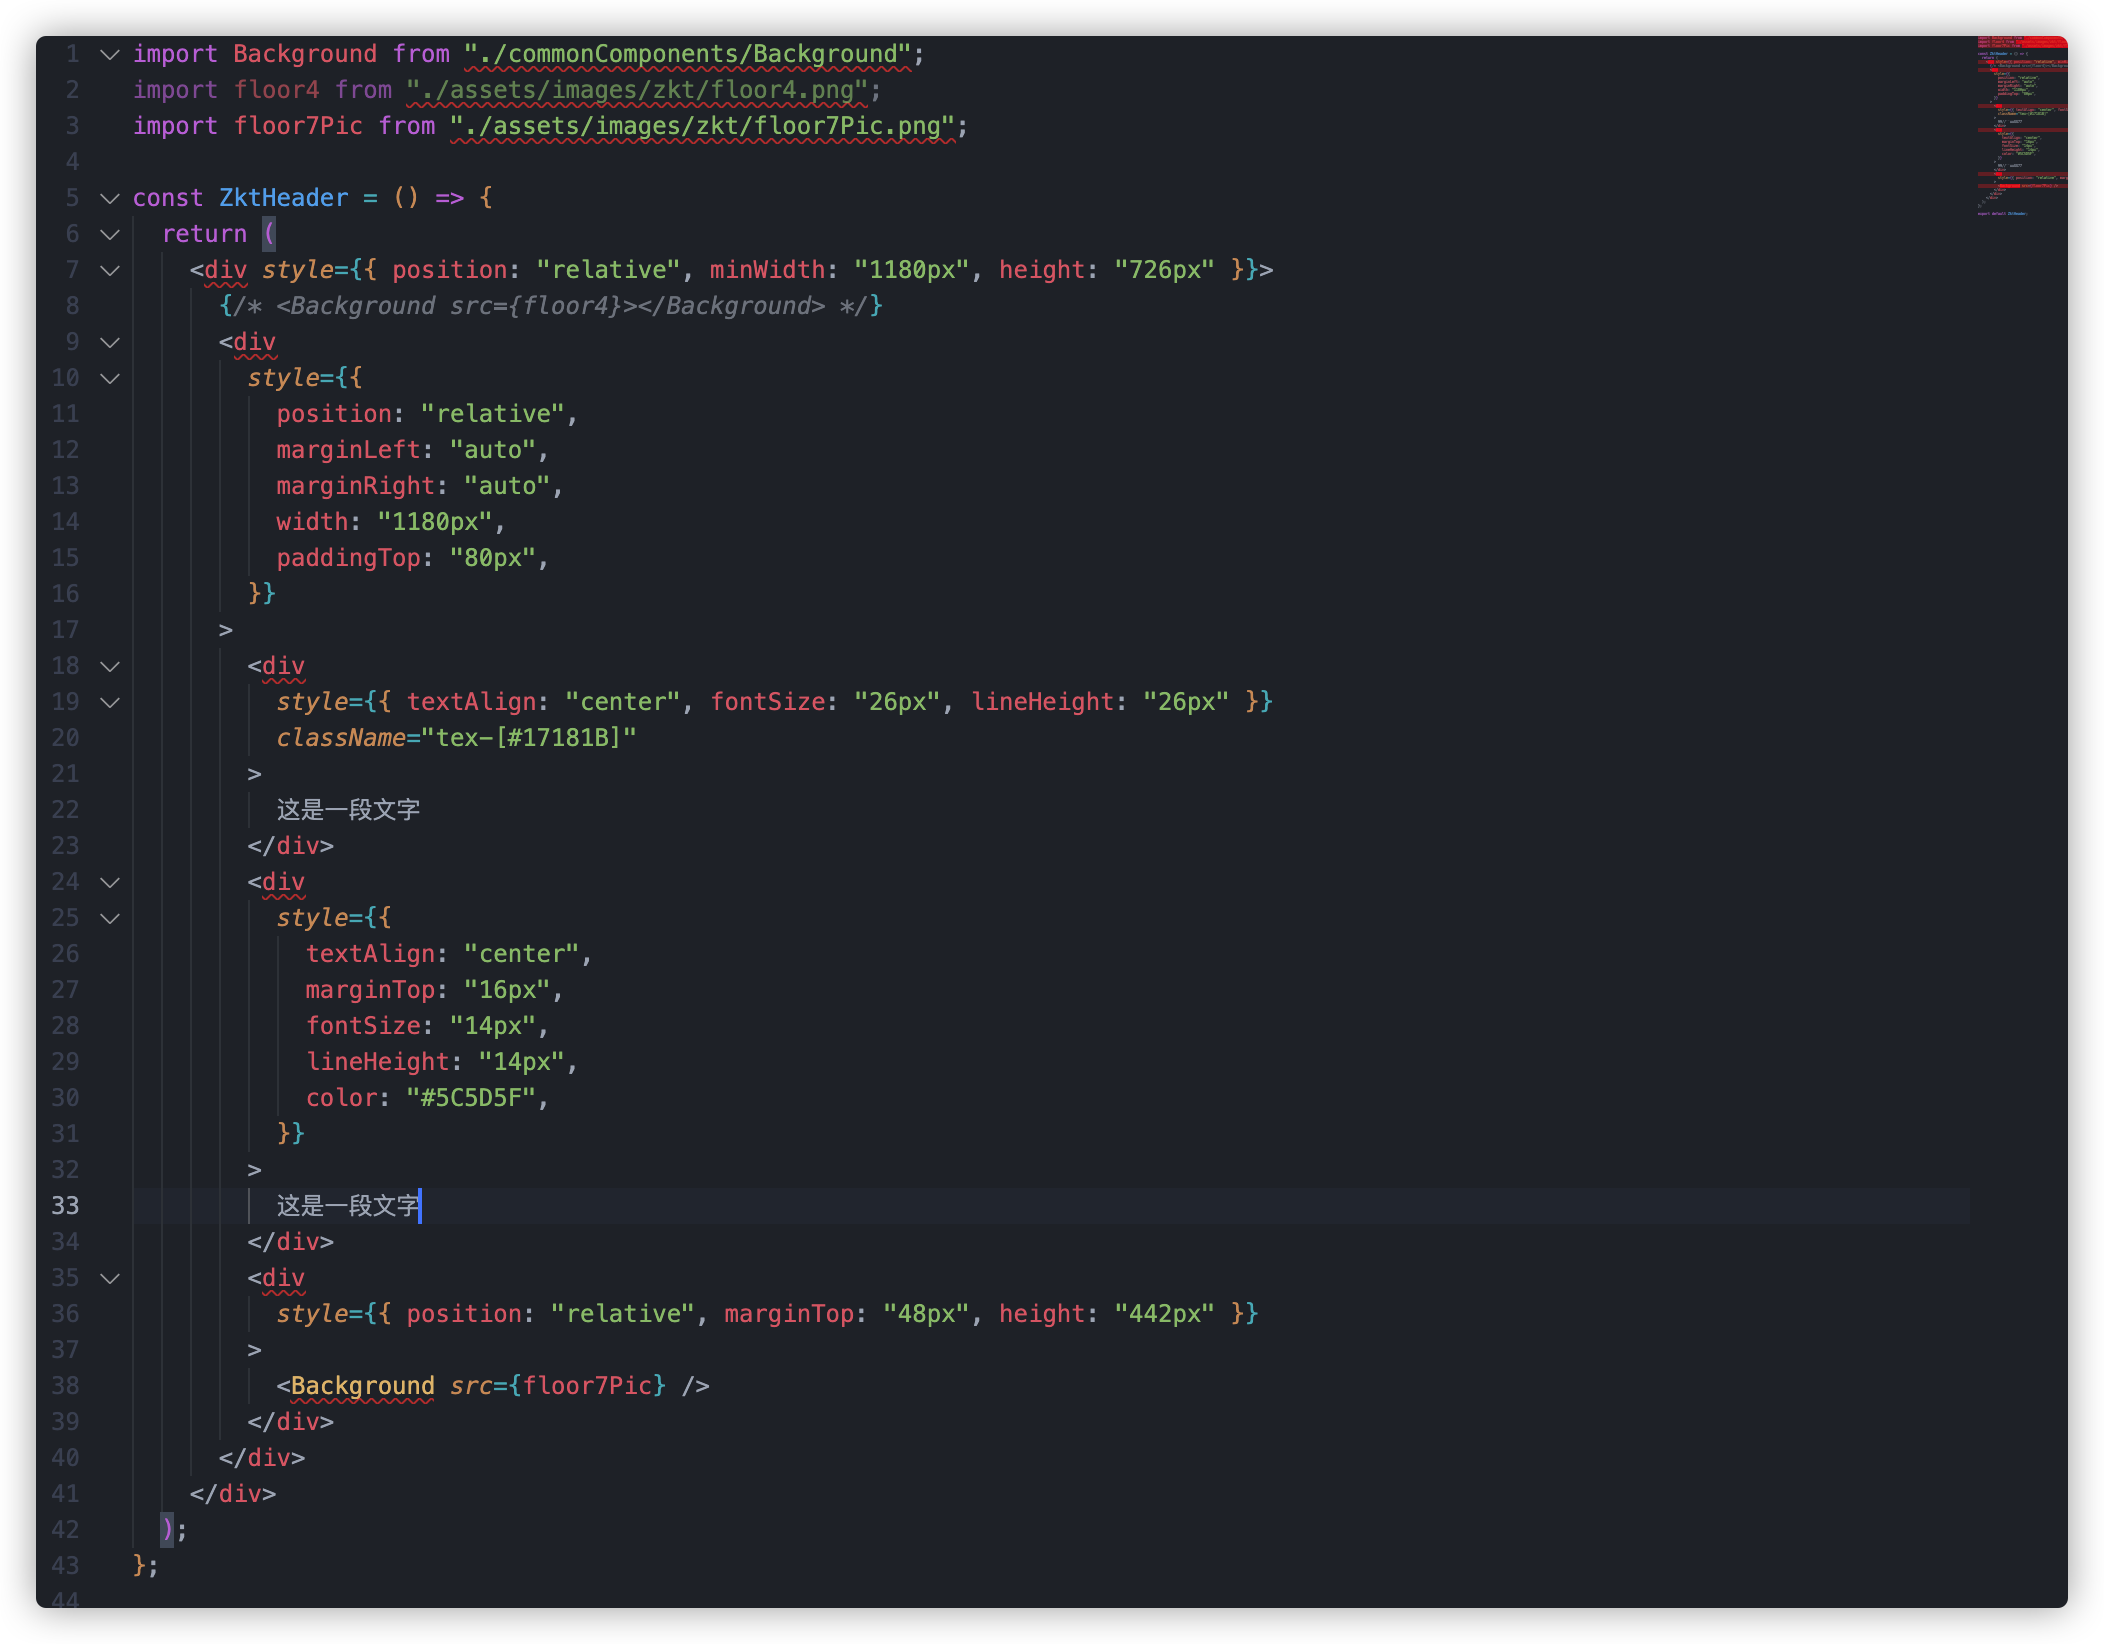 1 import Background from "./commonComponents/Background";
2 import floor4 from "./assets/images/zkt/floor4.png";
3 import floor7Pic from "./assets/images/zkt/floor7Pic.png";
4
5 const ZktHeader = () => {
6 return (
7 <div style={{ position: "relative", minWidth: "1180px", height: "726px" }}>
8 {/* <Background src={floor4}></Background> */}
9 <div
10 style={{
11 position: "relative",
12 marginLeft: "auto",
13 marginRight: "auto",
14 width: "1180px",
15 paddingTop: "80px",
16 }}
17 >
18 <div
19 style={{ textAlign: "center", fontSize: "26px", lineHeight: "26px" }}
20 className="tex-[#17181B]"
21 >
22 这是一段文字
23 </div>
24 <div
25 style={{
26 textAlign: "center",
27 marginTop: "16px",
28 fontSize: "14px",
29 lineHeight: "14px",
30 color: "#5C5D5F",
31 }}
32 >
33 这是一段文字
34 </div>
35 <div
36 style={{ position: "relative", marginTop: "48px", height: "442px" }}
37 >
38 <Background src={floor7Pic} />
39 </div>
40 </div>
41 </div>
42 );
43 };
44